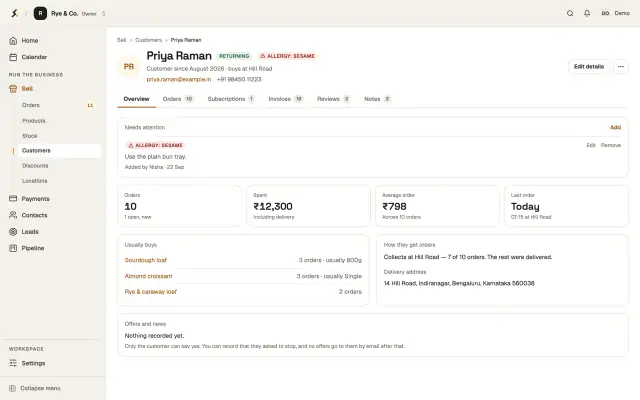 Rye & Co. Owner
Demo
Home
Calendar
RUN THE BUSINESS
Sell
Orders 11
Products
Stock
Customers
Discounts
Locations
Payments
Contacts
Leads
Pipeline
WORKSPACE
Settings
Collapse menu
Sell › Customers › Priya Raman
PR
Priya Raman RETURNING ALLERGY: SESAME
Customer since August 2026 · buys at Hill Road
priya.raman@example.in +91 98450 11223
Edit details
Overview Orders 10 Subscriptions 1 Invoices 19 Reviews 2 Notes 2
Needs attention Add
ALLERGY: SESAME Edit Remove
Use the plain bun tray.
Added by Nisha · 22 Sep
Orders
10
1 open, new
Spent
₹12,300
Including delivery
Average order
₹798
Across 10 orders
Last order
Today
07:15 at Hill Road
Usually buys
Sourdough loaf 3 orders · usually 800g
Almond croissant 3 orders · usually Single
Rye & caraway loaf 2 orders
How they get orders
Collects at Hill Road — 7 of 10 orders. The rest were delivered.
Delivery address
14 Hill Road, Indiranagar, Bengaluru, Karnataka 560038
Offers and news
Nothing recorded yet.
Only the customer can say yes. You can record that they asked to stop, and no offers go to them by email after that.